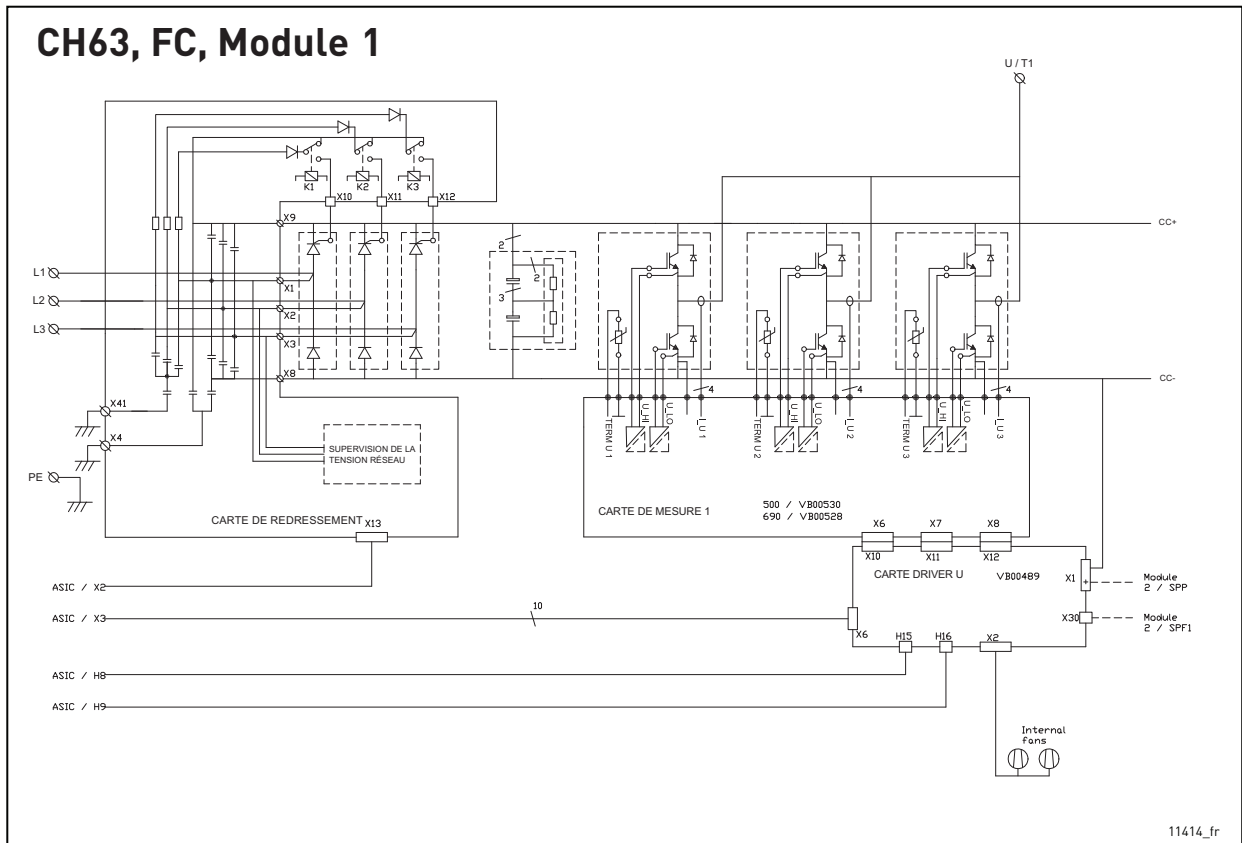 CH63, FC, Module 1
U / T1
K1
K2
K3
X10
X11
X12
X9
CC+
2
2
3
L1
L2
L3
X1
X2
X3
X8
CC-
4
4
4
X41
X4
PE
TERM U 1
U_HI
U_LO
I_U 1
TERM U 2
U_HI
U_LO
I_U 2
TERM U 3
U_HI
U_LO
I_U 3
SUPERVISION DE LA
TENSION RÉSEAU
CARTE DE REDRESSEMENT
X13
CARTE DE MESURE 1
500 / VB00530
690 / VB00528
X6
X7
X8
X10
X11
X12
CARTE DRIVER U
VB00489
X1
+
Module
2 / SPP
X30
Module
2 / SPF1
ASIC / X2
ASIC / X3
10
X6
H15
H16
X2
ASIC / H8
ASIC / H9
Internal
fans
11414_fr